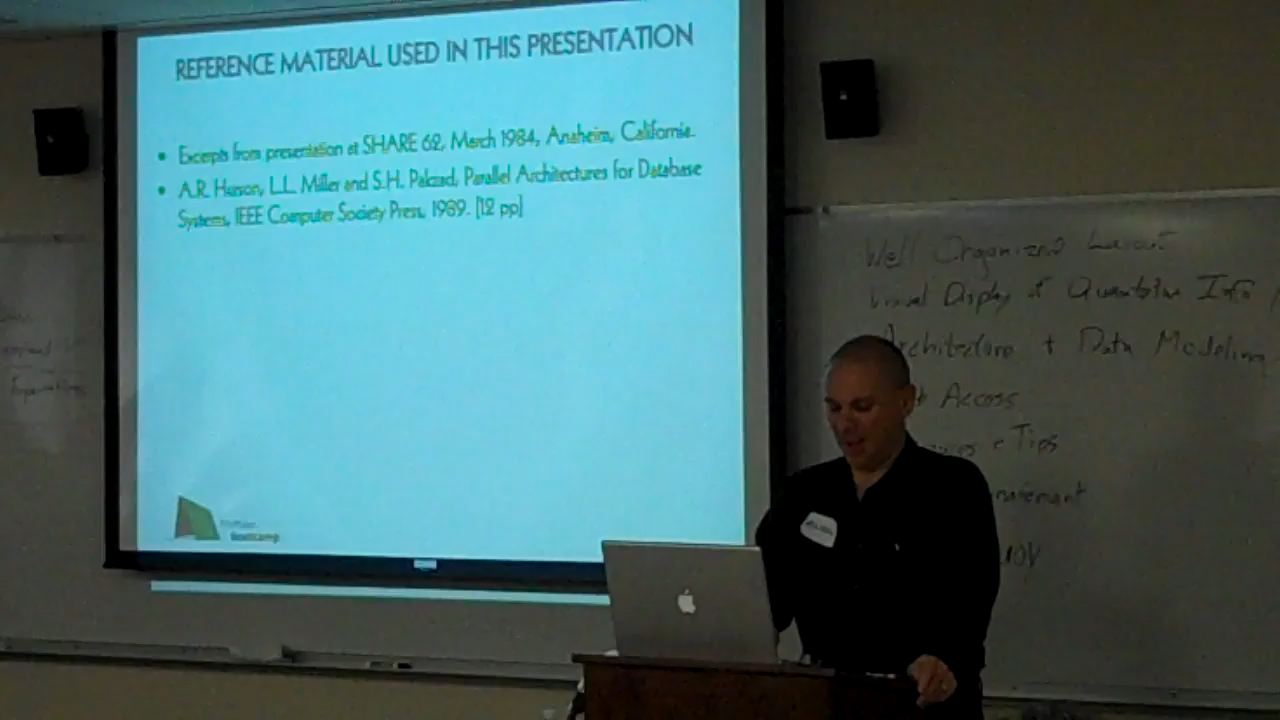 REFERENCE MATERIAL USED IN THIS PRESENTATION
• Excerpts from presentation at SHARE 62, March 1984, Anaheim, California.
• A.R. Hurson, L.L. Miller and S.H. Pakzad, Parallel Architectures for Database
Systems, IEEE Computer Society Press, 1989. [12 pp]
Bootcamp
Well Organized Layout
Visual Display of Info
Architecture + Data Modeling
Access
Tips